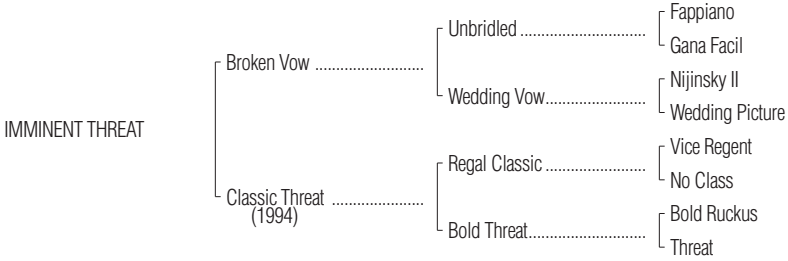 Fappiano
Unbridled ..............................
Gana Facil
Broken Vow ..........................
Nijinsky II
Wedding Vow........................
Wedding Picture
IMMINENT THREAT
Vice Regent
Regal Classic ........................
No Class
Classic Threat ......................
(1994)
Bold Ruckus
Bold Threat............................
Threat